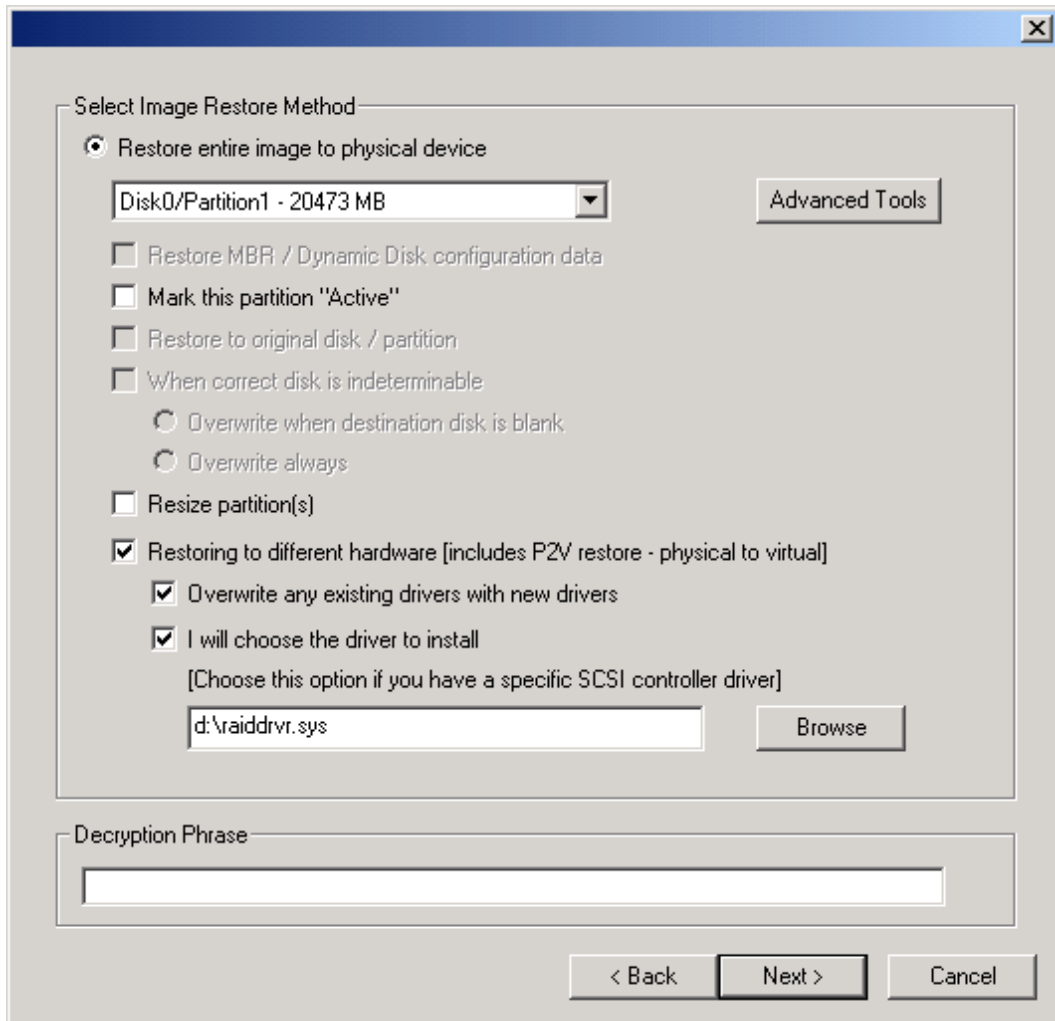 Select Image Restore Method
Restore entire image to physical device
Disk0/Partition1 - 20473 MB
Advanced Tools
Restore MBR / Dynamic Disk configuration data
Mark this partition "Active"
Restore to original disk / partition
When correct disk is indeterminable
Overwrite when destination disk is blank
Overwrite always
Resize partition(s)
Restoring to different hardware [includes P2V restore - physical to virtual]
Overwrite any existing drivers with new drivers
I will choose the driver to install
[Choose this option if you have a specific SCSI controller driver]
d:\raiddrvr.sys
Browse
Decryption Phrase
< Back
Next >
Cancel